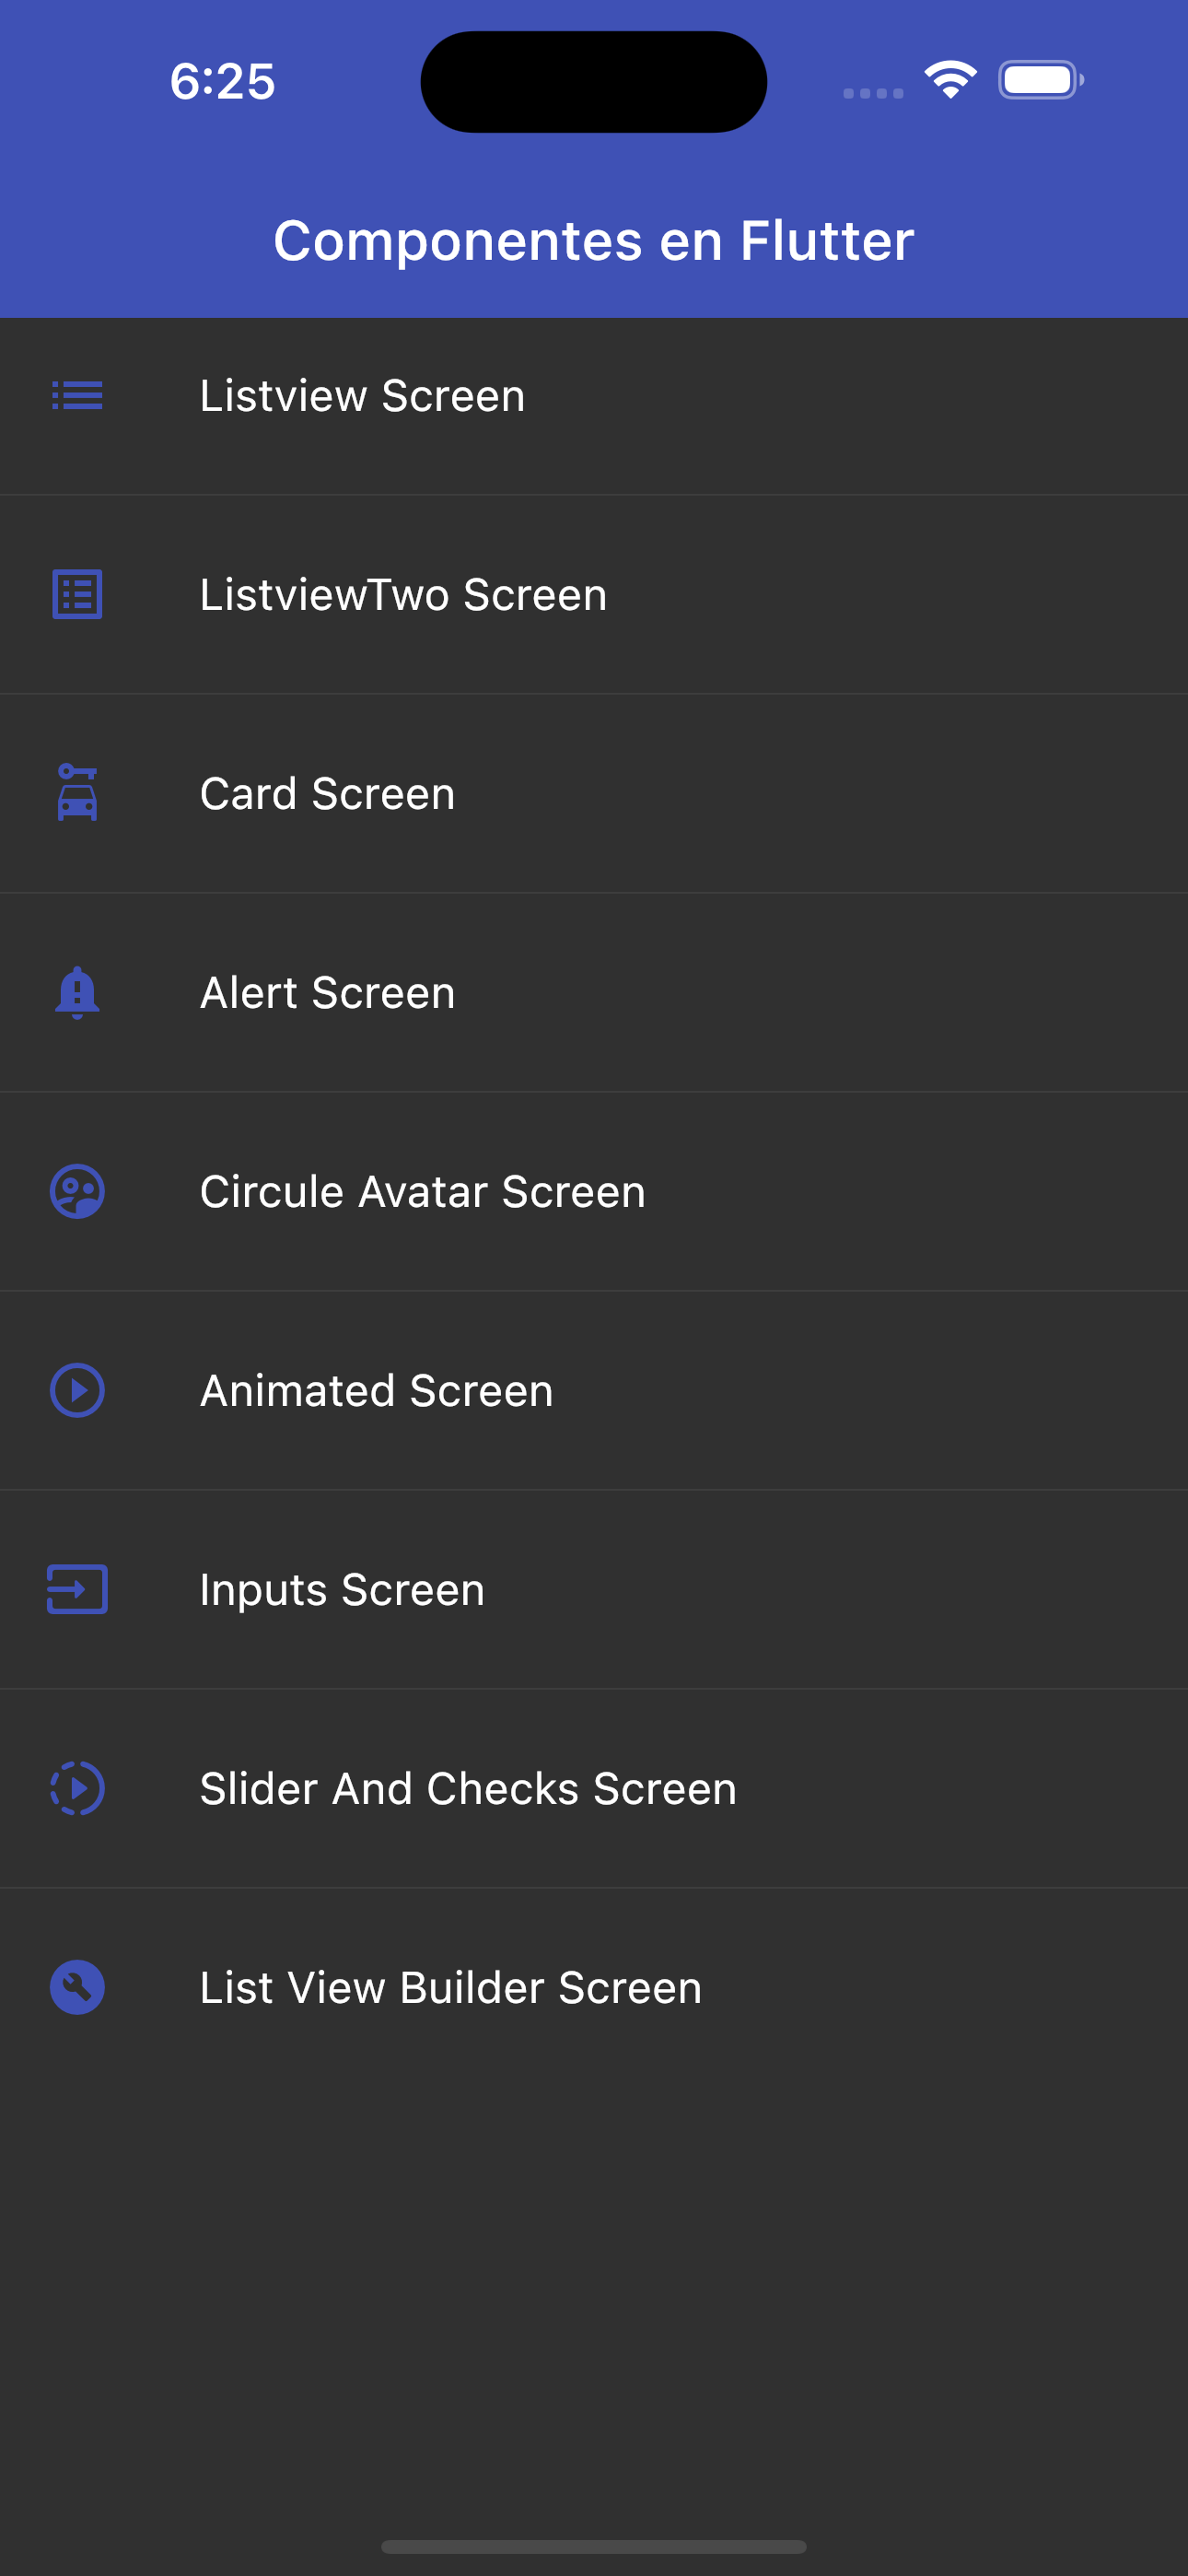 6:25
Componentes en Flutter
Listview Screen
ListviewTwo Screen
Card Screen
Alert Screen
Circule Avatar Screen
Animated Screen
Inputs Screen
Slider And Checks Screen
List View Builder Screen